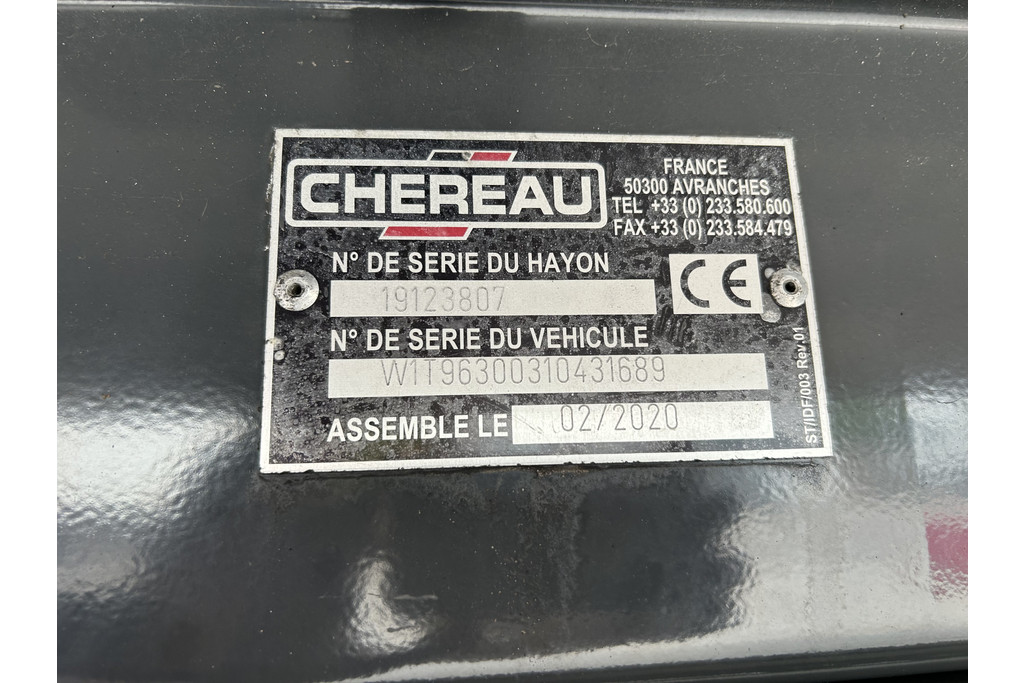 CHEREAU
FRANCE
50300 AVRANCHES
TEL +33 (0) 233.580.600
FAX +33 (0) 233.584.479
N° DE SERIE DU HAYON
19123807
CE
N° DE SERIE DU VEHICULE
W1T96300310431689
ASSEMBLE LE 02/2020
ST/IDF/003 Rev.01